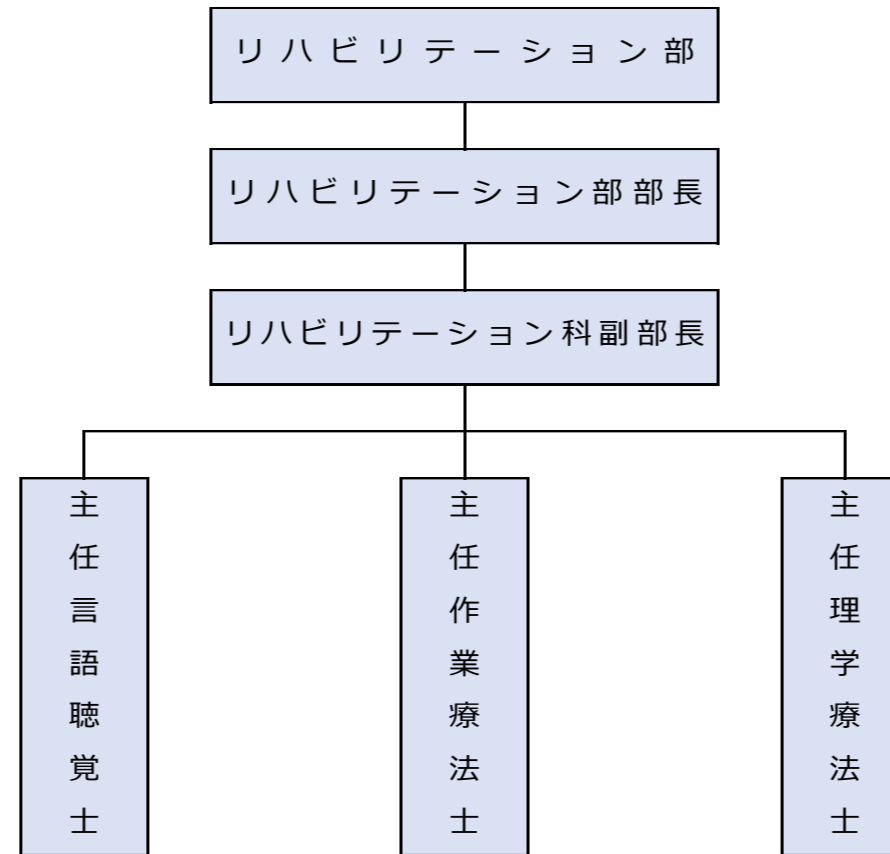 リハビリテーション部
リハビリテーション部部長
リハビリテーション科副部長
主任言語聴覚士
主任作業療法士
主任理学療法士